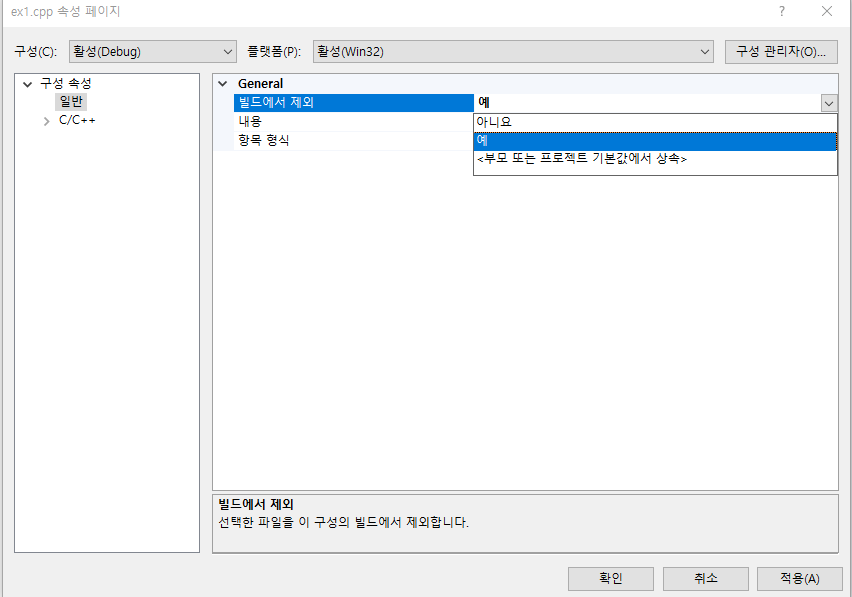 ex1.cpp 속성 페이지
구성(C): 활성(Debug) 플랫폼(P): 활성(Win32) 구성 관리자(O)...
구성 속성
일반
C/C++
General
빌드에서 제외 예
내용
항목 형식
아니요
예
<부모 또는 프로젝트 기본값에서 상속>
빌드에서 제외
선택한 파일을 이 구성의 빌드에서 제외합니다.
확인 취소 적용(A)